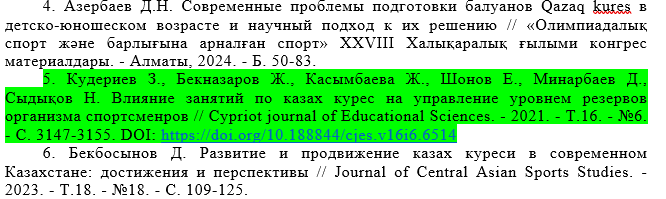 4. Азербаев Д.Н. Современные проблемы подготовки балуанов Qazaq kures в
детско-юношеском возрасте и научный подход к их решению // «Олимпиадалық
спорт және барлығына арналған спорт» XXVIII Халықаралық ғылыми конгрес
материалдары. - Алматы, 2024. - Б. 50-83.
5. Кудериев З., Бекназаров Ж., Касымбаева Ж., Шонов Е., Минарбаев Д.,
Сыдықов Н. Влияние занятий по казах курес на управление уровнем резервов
организма спортсменров // Cypriot journal of Educational Sciences. - 2021. - Т.16. - №6.
- С. 3147-3155. DOI: https://doi.org/10.188844/cjes.v16i6.6514
6. Бекбосынов Д. Развитие и продвижение казах куреси в современном
Казахстане: достижения и перспективы // Journal of Central Asian Sports Studies. -
2023. - Т.18. - №18. - С. 109-125.